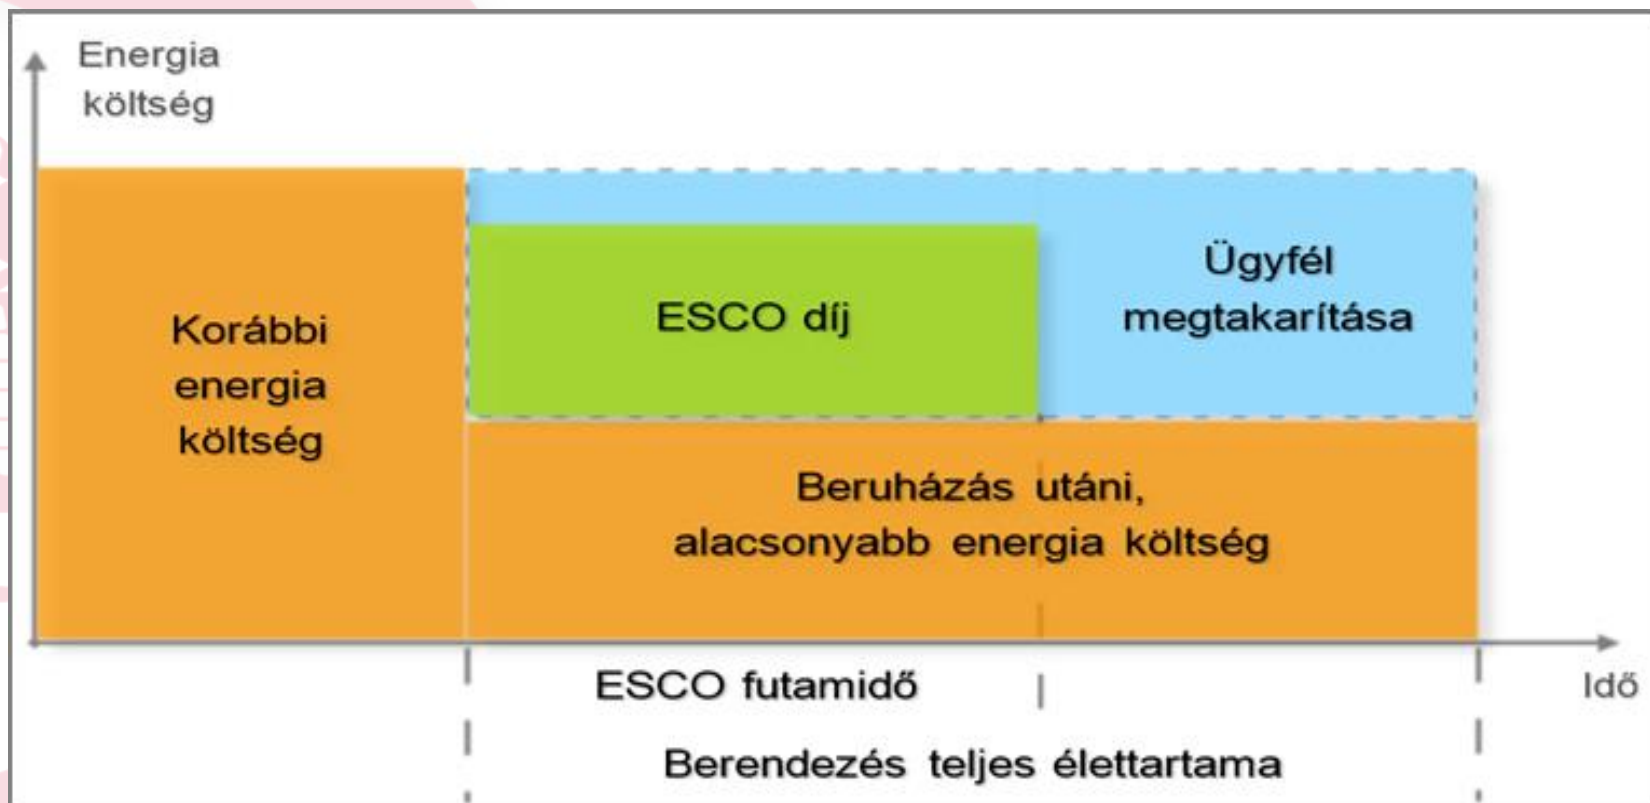 Energia
költség
Korábbi
energia
költség
ESCO díj
Ügyfél
megtakarítása
Beruházás utáni,
alacsonyabb energia költség
ESCO futamidő
Idő
Berendezés teljes élettartama